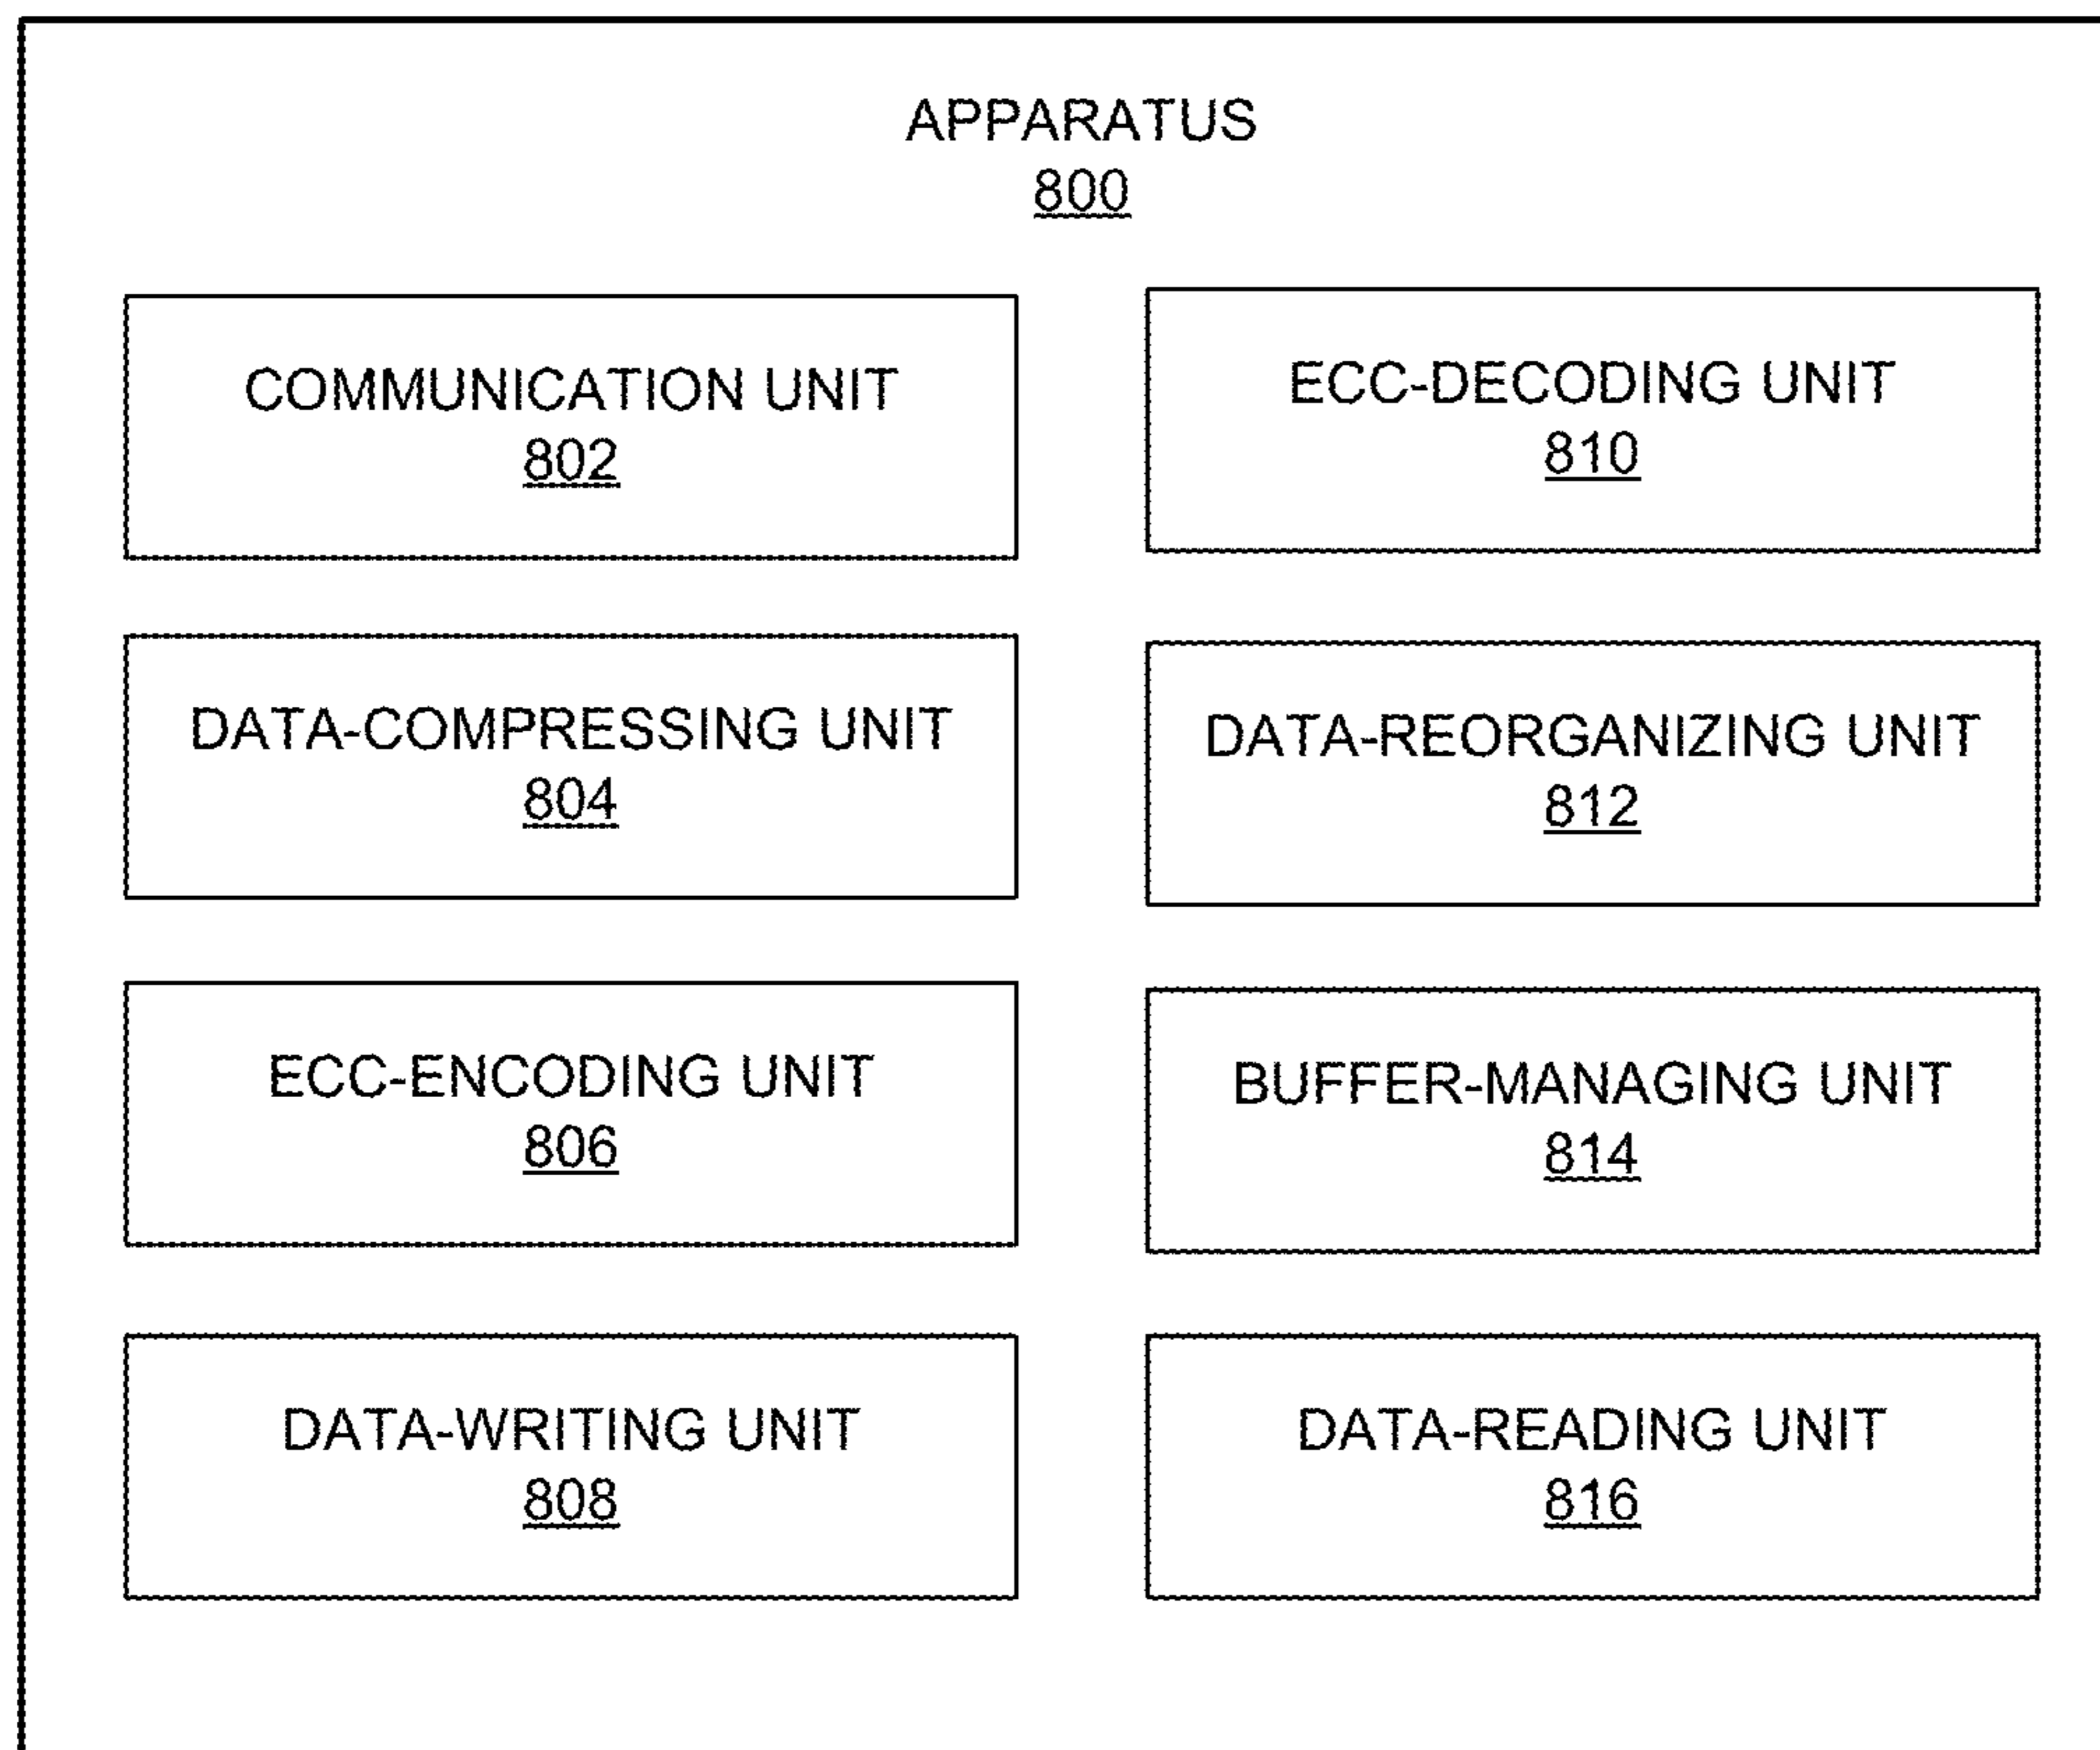 APPARATUS
800
COMMUNICATION UNIT
802
DATA-COMPRESSING UNIT
804
ECC-ENCODING UNIT
806
DATA-WRITING UNIT
808
ECC-DECODING UNIT
810
DATA-REORGANIZING UNIT
812
BUFFER-MANAGING UNIT
814
DATA-READING UNIT
816